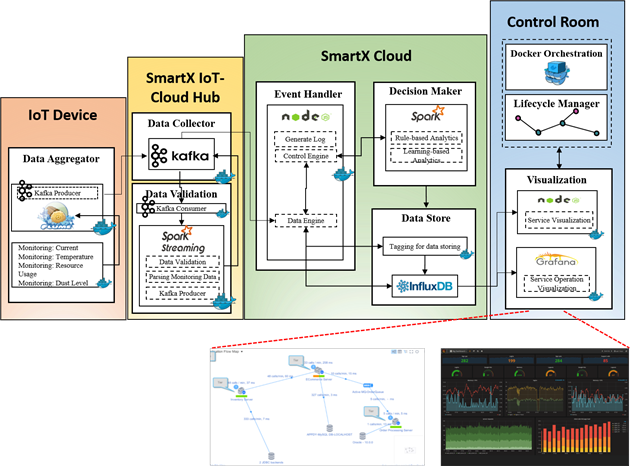 IoT Device
Data Aggregator
Kafka Producer
Monitoring: Current
Monitoring: Temperature
Monitoring: Resource
Usage
Monitoring: Dust Level
SmartX IoT-
Cloud Hub
Data Collector
kafka
Data Validation
Kafka Consumer
Spark
Streaming
Data Validation
Parsing Monitoring Data
Kafka Producer
SmartX Cloud
Event Handler
node
Generate Log
Control Engine
Data Engine
Decision Maker
Spark
Rule-based Analytics
Learning-based
Analytics
Data Store
Tagging for data storing
InfluxDB
Control Room
Docker Orchestration
Lifecycle Manager
Visualization
node
Service Visualization
Grafana
Service Operation
Visualization